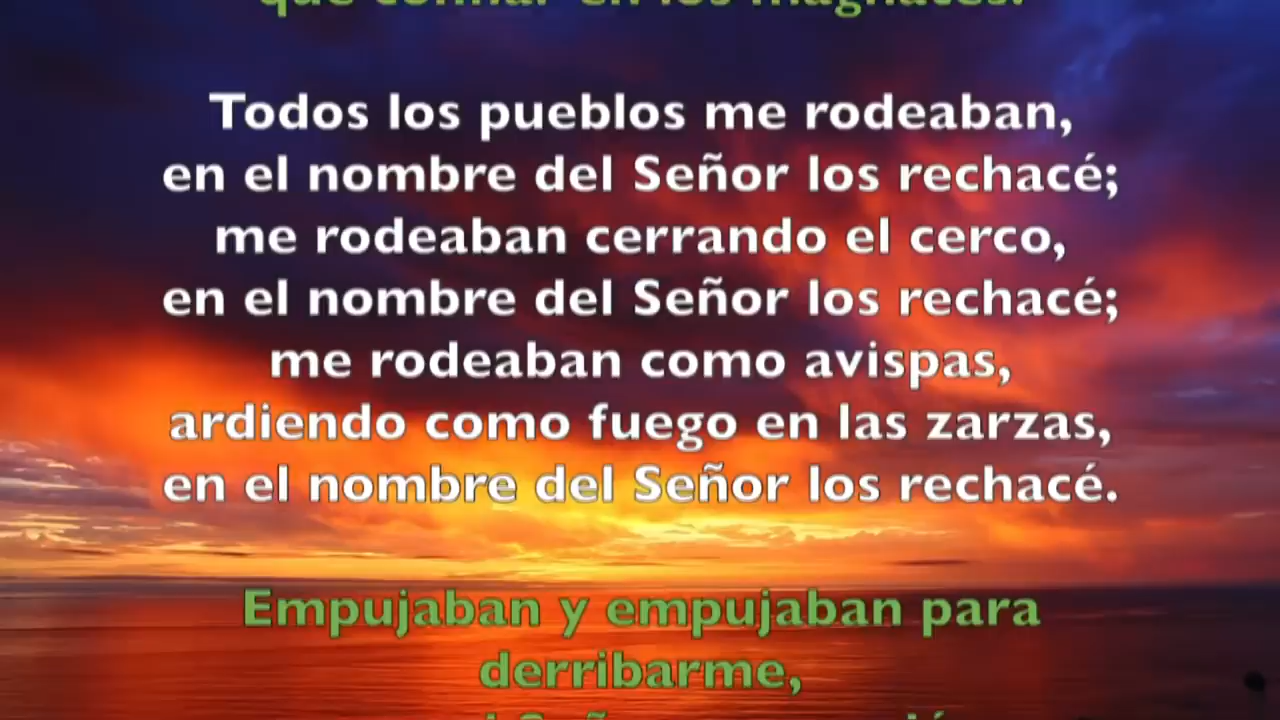 que confiar en los magnates.
Todos los pueblos me rodeaban,
en el nombre del Señor los rechacé;
me rodeaban cerrando el cerco,
en el nombre del Señor los rechacé;
me rodeaban como avispas,
ardiendo como fuego en las zarzas,
en el nombre del Señor los rechacé.
Empujaban y empujaban para
derribarme,